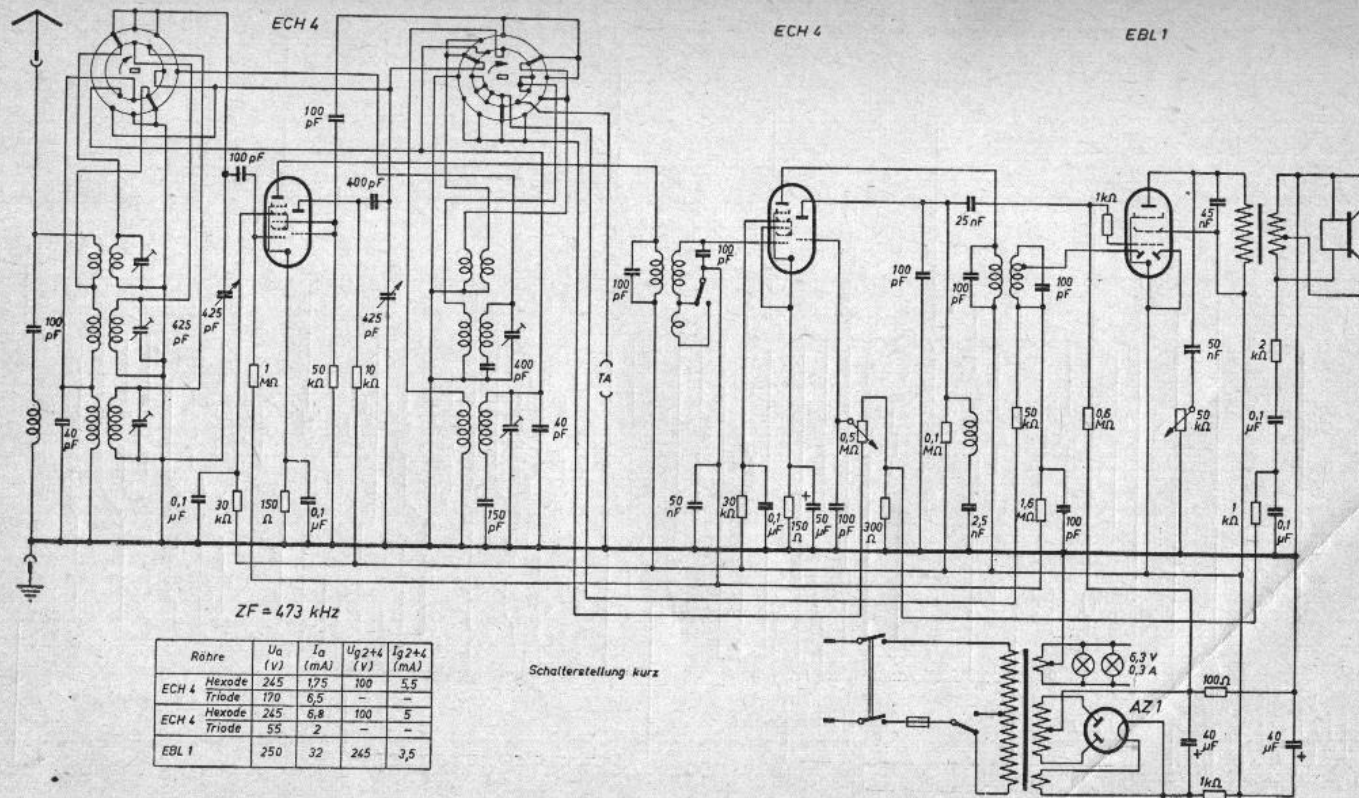 ECH 4
ECH 4
EBL 1
100 pF
100 pF
400 pF
425 pF
425 pF
425 pF
100 pF
40 pF
1 MΩ
50 kΩ
10 kΩ
0,1 µF
30 kΩ
150 Ω
0,1 µF
400 pF
40 pF
150 pF
TA
100 pF
100 pF
50 nF
30 kΩ
0,1 µF
150 Ω
+
50 µF
100 pF
0,5 MΩ
300 Ω
100 pF
25 nF
0,1 MΩ
2,5 nF
100 pF
100 pF
50 kΩ
1,6 MΩ
100 pF
0,6 MΩ
1kΩ
45 nF
50 nF
50 kΩ
2 kΩ
0,1 µF
1 kΩ
0,1 µF
ZF = 473 kHz
Röhre Ua (V) Ia (mA) Ug2+4 (V) Ig2+4 (mA)
ECH 4 Hexode 245 1,75 100 5,5
Triode 170 6,5 – –
ECH 4 Hexode 245 6,8 100 5
Triode 55 2 – –
EBL 1 250 32 245 3,5
Schalterstellung kurz
6,3 V
0,3 A
100Ω
AZ 1
40 µF
+
40 µF
+
1kΩ